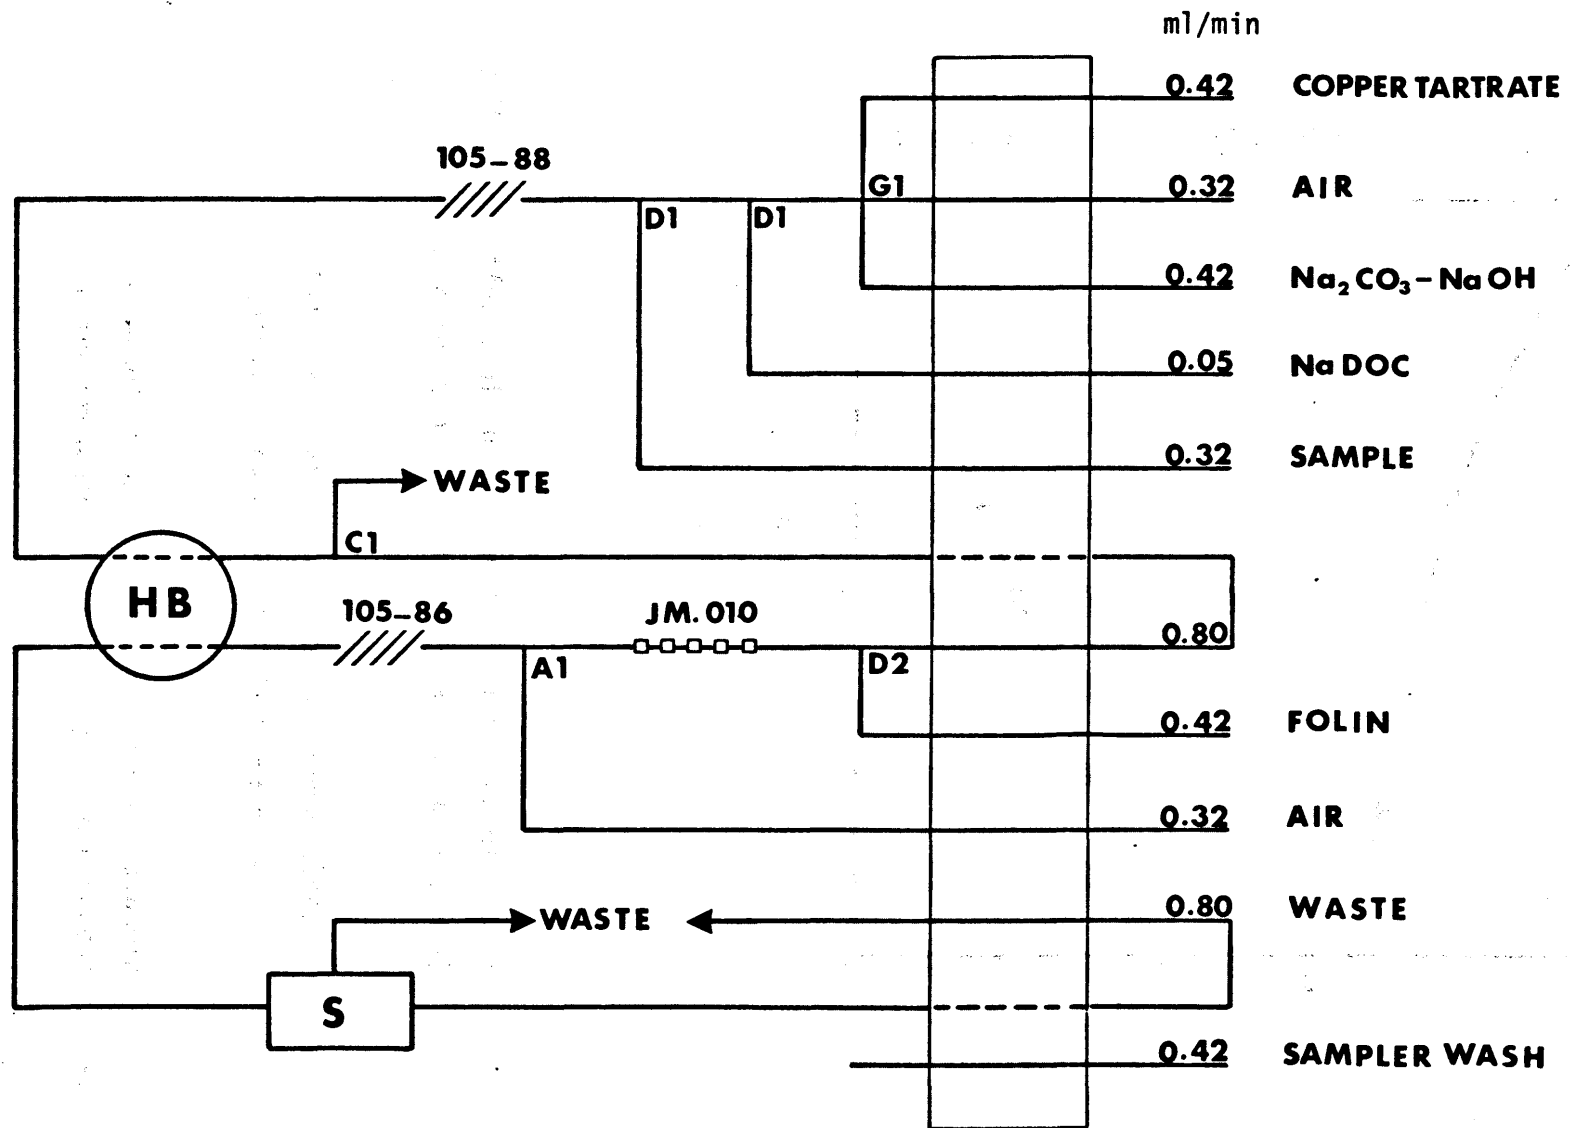 ml/min
0.42 COPPER TARTRATE
105-88
G1
0.32 AIR
D1 D1
0.42 Na₂CO₃-NaOH
0.05 NaDOC
0.32 SAMPLE
WASTE
C1
HB
105-86
JM.010
0.80
A1
D2
0.42 FOLIN
0.32 AIR
WASTE
0.80 WASTE
S
0.42 SAMPLER WASH